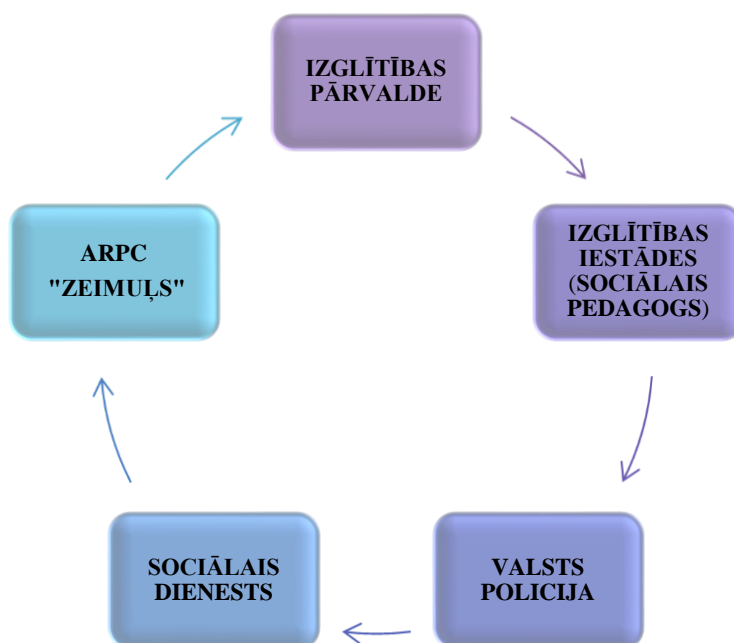 IZGLĪTĪBAS
PĀRVALDE
IZGLĪTĪBAS
IESTĀDES
(SOCIĀLAIS
PEDAGOGS)
VALSTS
POLICIJA
SOCIĀLAIS
DIENESTS
ARPC
"ZEIMUĻS"